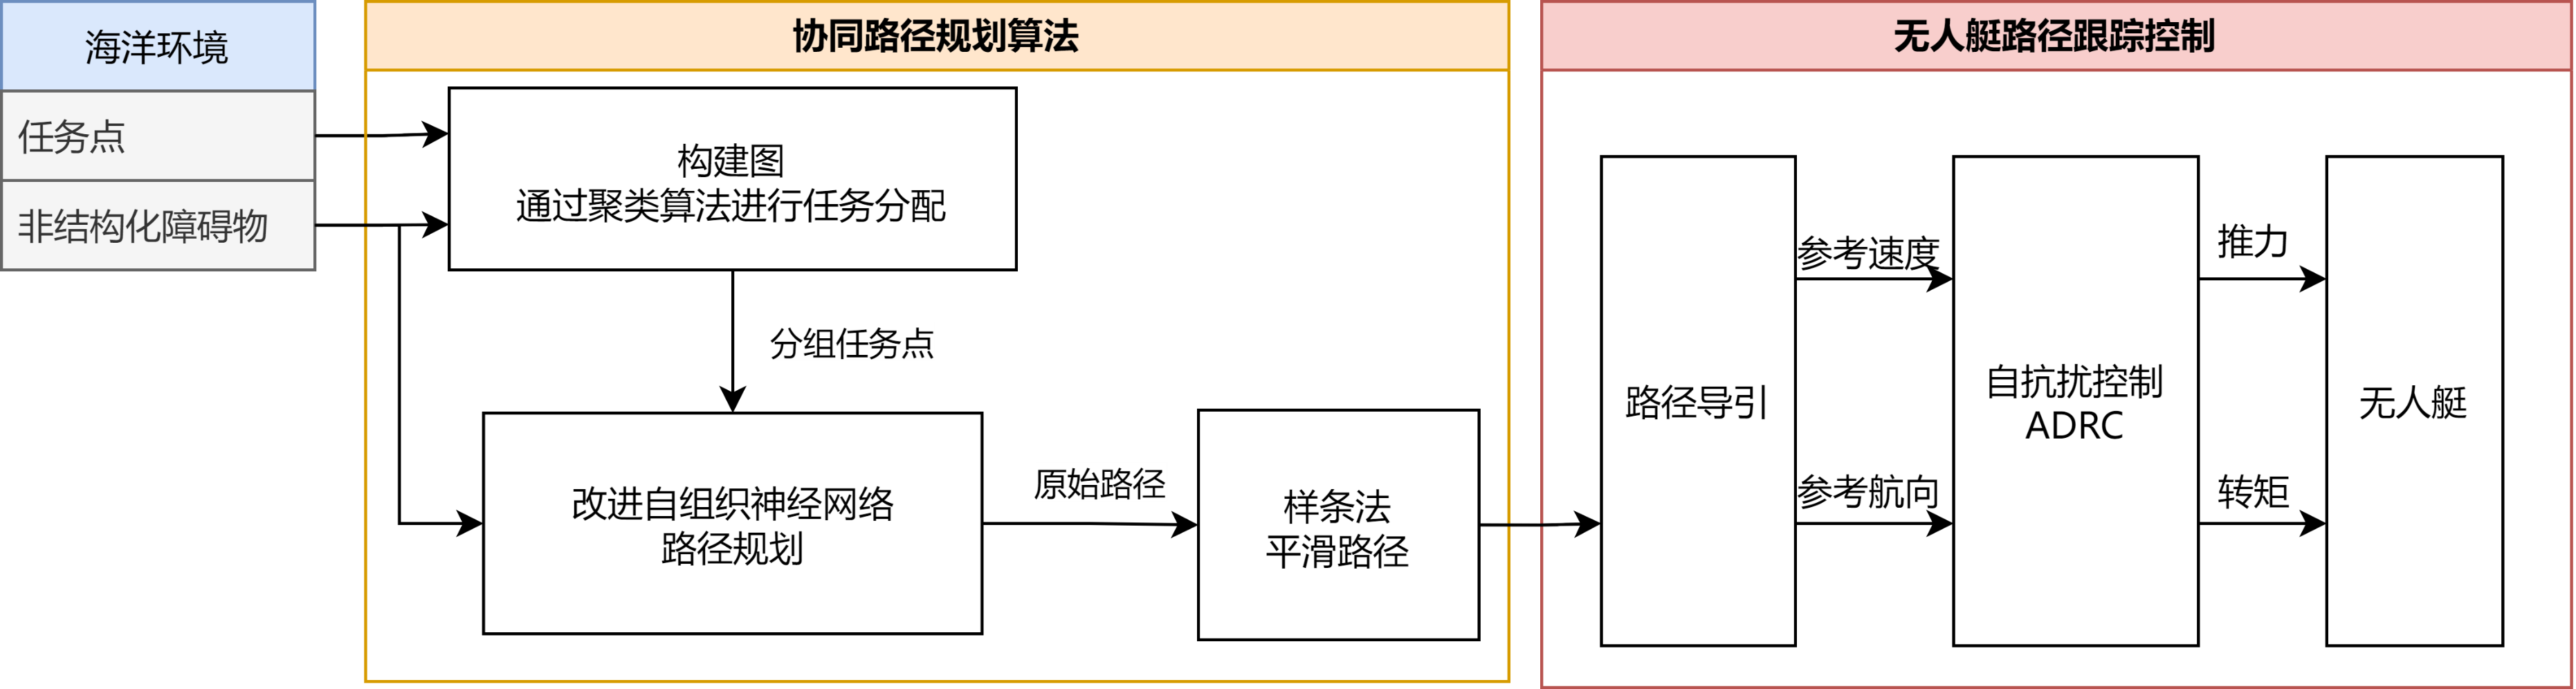 海洋环境
任务点
非结构化障碍物
协同路径规划算法
构建图
通过聚类算法进行任务分配
分组任务点
改进自组织神经网络
路径规划
原始路径
样条法
平滑路径
无人艇路径跟踪控制
路径导引
参考速度
参考航向
自抗扰控制
ADRC
推力
转矩
无人艇